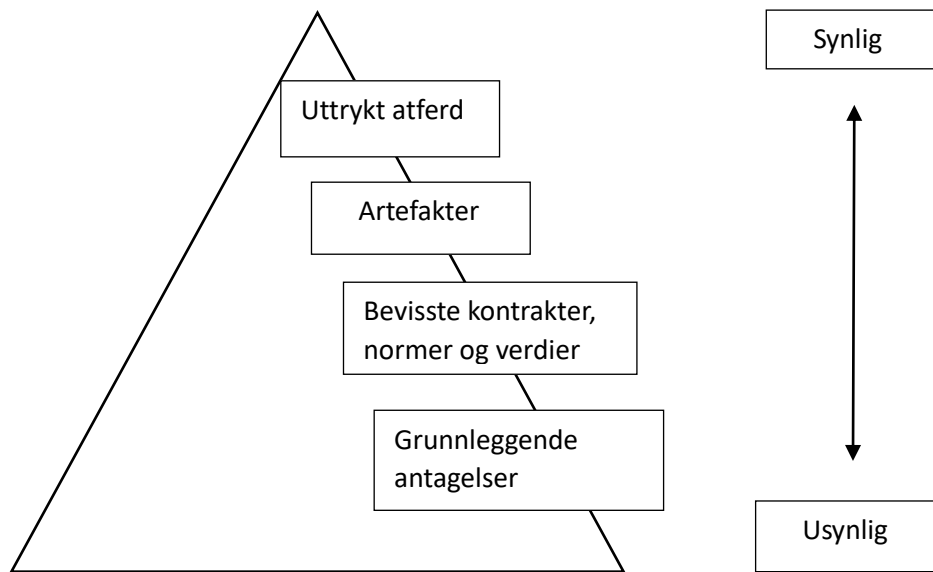 Synlig
Uttrykt atferd
Artefakter
Bevisste kontrakter,
normer og verdier
Grunnleggende
antagelser
Usynlig